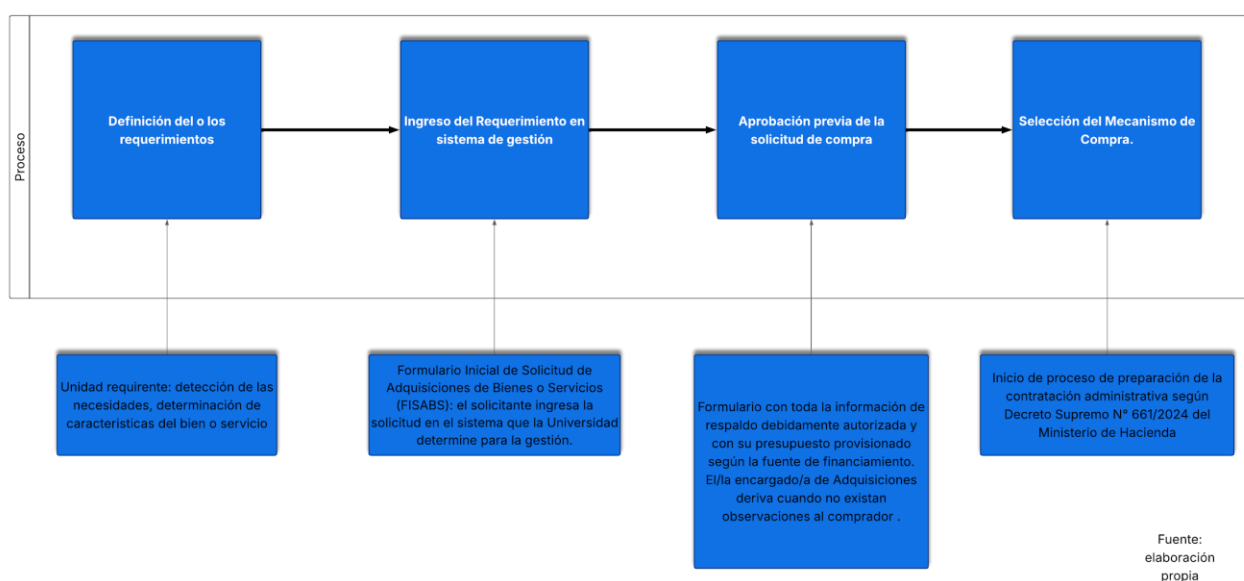 Proceso
Definición del o los
requerimientos
Ingreso del Requerimiento en
sistema de gestión
Aprobación previa de la
solicitud de compra
Selección del Mecanismo de
Compra.
Unidad requirente: detección de las
necesidades, determinación de
características del bien o servicio
Formulario Inicial de Solicitud de
Adquisiciones de Bienes o Servicios
(FISABS): el solicitante ingresa la
solicitud en el sistema que la Universidad
determine para la gestión.
Formulario con toda la información de
respaldo debidamente autorizada y
con su presupuesto provisionado
según la fuente de financiamiento.
El/la encargado/a de Adquisiciones
deriva cuando no existan
observaciones al comprador .
Inicio de proceso de preparación de la
contratación administrativa según
Decreto Supremo N° 661/2024 del
Ministerio de Hacienda
Fuente:
elaboración
propia